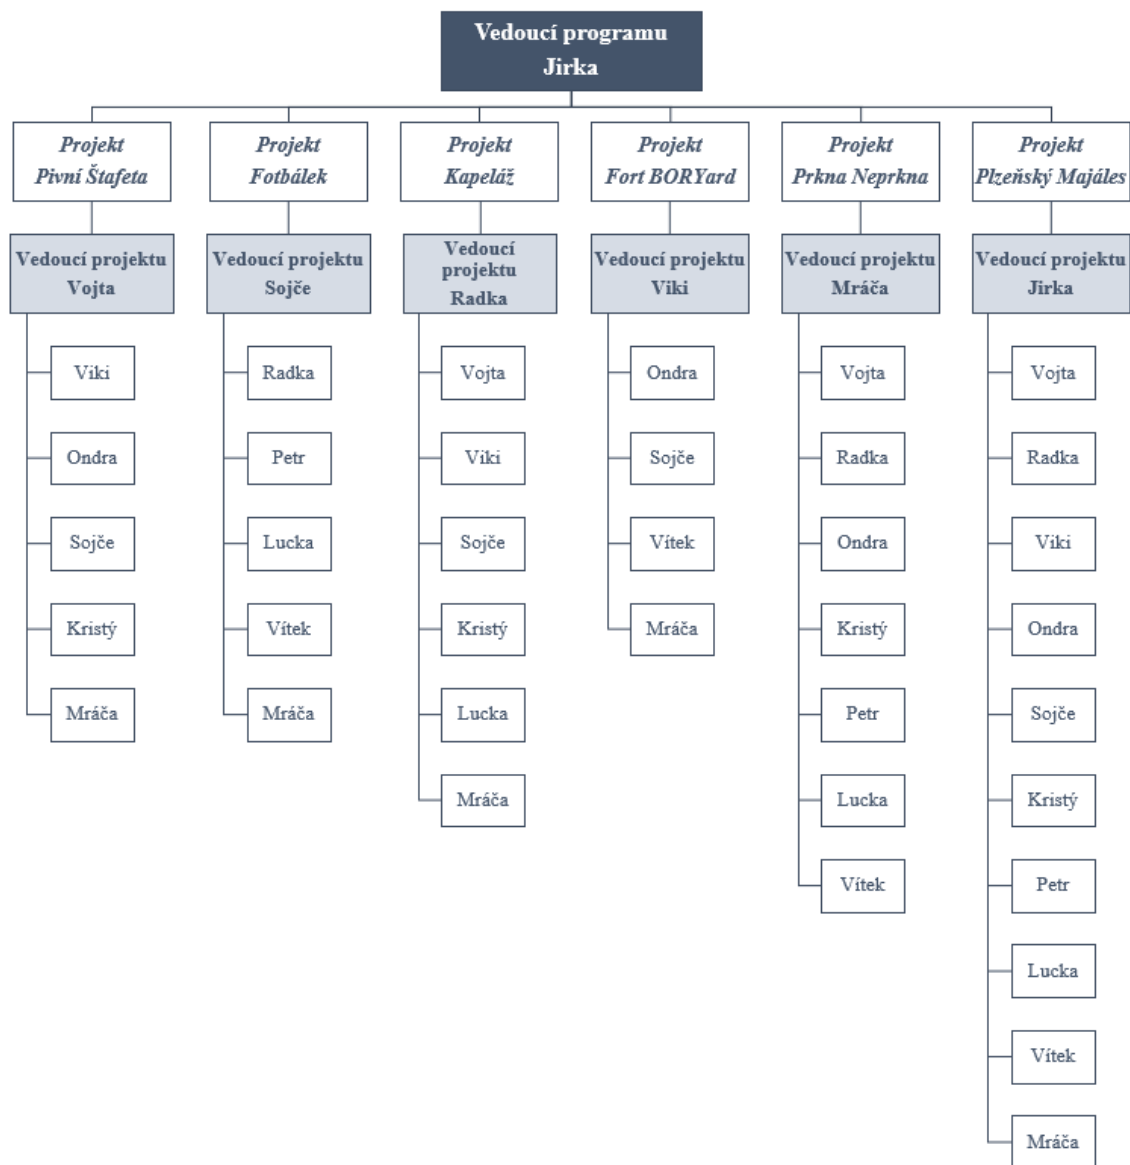 Vedoucí programu
Jirka
Projekt
Pivní Štafeta
Projekt
Fotbálek
Projekt
Kapeláž
Projekt
Fort BORYard
Projekt
Prkna Neprkna
Projekt
Plzeňský Majáles
Vedoucí projektu
Vojta
Vedoucí projektu
Sojče
Vedoucí
projektu
Radka
Vedoucí projektu
Viki
Vedoucí projektu
Mráča
Vedoucí projektu
Jirka
Viki
Ondra
Sojče
Kristý
Mráča
Radka
Petr
Lucka
Vítek
Mráča
Vojta
Viki
Sojče
Kristý
Lucka
Mráča
Ondra
Sojče
Vítek
Mráča
Vojta
Radka
Ondra
Kristý
Petr
Lucka
Vítek
Vojta
Radka
Viki
Ondra
Sojče
Kristý
Petr
Lucka
Vítek
Mráča